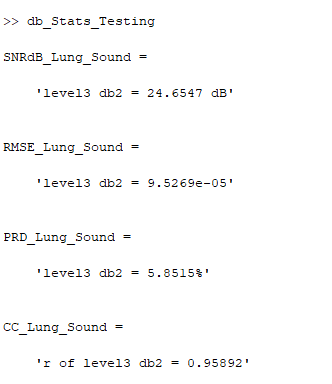 >> db_Stats_Testing
SNRdB_Lung_Sound =
'level3 db2 = 24.6547 dB'
RMSE_Lung_Sound =
'level3 db2 = 9.5269e-05'
PRD_Lung_Sound =
'level3 db2 = 5.8515%'
CC_Lung_Sound =
'r of level3 db2 = 0.95892'